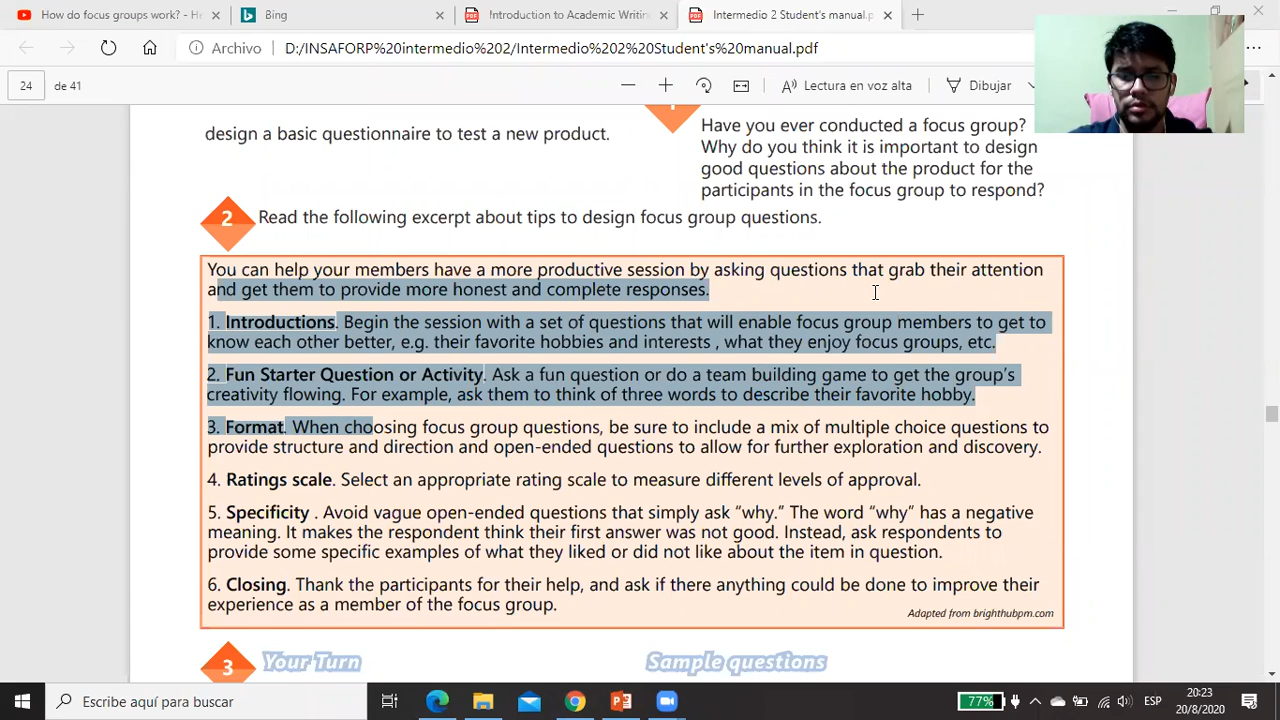 How do focus groups work? - He
Bing
Introduction to Academic Writin
Intermedio 2 Student's manual.p
Archivo
D:/INSAFORP%20intermedio%202/Intermedio%202%20Student's%20manual.pdf
24
de 41
Lectura en voz alta
Dibujar
1
design a basic questionnaire to test a new product.
Have you ever conducted a focus group?
Why do you think it is important to design
good questions about the product for the
participants in the focus group to respond?
2
Read the following excerpt about tips to design focus group questions.
You can help your members have a more productive session by asking questions that grab their attention
and get them to provide more honest and complete responses.
1. Introductions. Begin the session with a set of questions that will enable focus group members to get to
know each other better, e.g. their favorite hobbies and interests , what they enjoy focus groups, etc.
2. Fun Starter Question or Activity. Ask a fun question or do a team building game to get the group's
creativity flowing. For example, ask them to think of three words to describe their favorite hobby.
3. Format. When choosing focus group questions, be sure to include a mix of multiple choice questions to
provide structure and direction and open-ended questions to allow for further exploration and discovery.
4. Ratings scale. Select an appropriate rating scale to measure different levels of approval.
5. Specificity . Avoid vague open-ended questions that simply ask “why.” The word “why” has a negative
meaning. It makes the respondent think their first answer was not good. Instead, ask respondents to
provide some specific examples of what they liked or did not like about the item in question.
6. Closing. Thank the participants for their help, and ask if there anything could be done to improve their
experience as a member of the focus group.
Adapted from brighthubpm.com
3
Your Turn
Sample questions
Escribe aquí para buscar
77%
ESP
20:23
20/8/2020